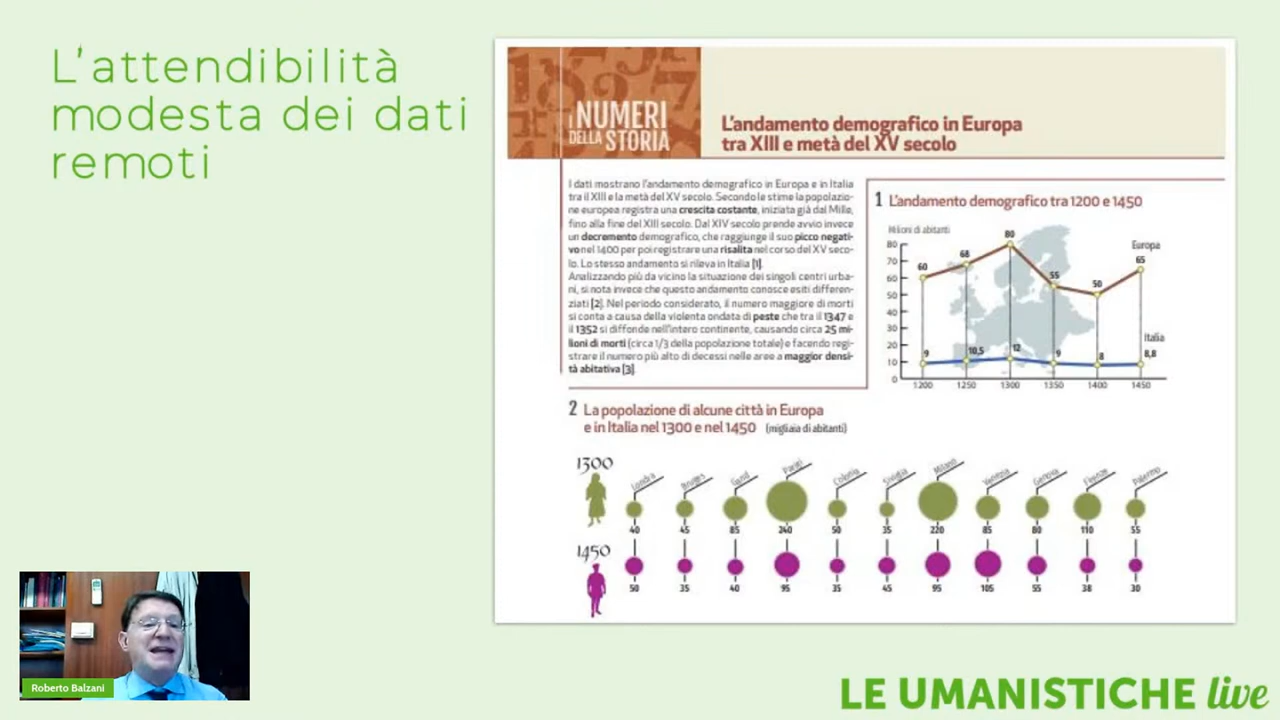 L'attendibilità
modesta dei dati
remoti
I NUMERI
DELLA STORIA
L'andamento demografico in Europa
tra XIII e metà del XV secolo
I dati mostrano l'andamento demografico in Europa e in Italia
tra il XIII e la metà del XV secolo. Secondo le stime la popolazio-
ne europea registra una crescita costante, iniziata già dal Mille,
fino alla fine del XIII secolo. Dal XIV secolo prende avvio invece
un decremento demografico, che raggiunge il suo picco negati-
vo nel 1400 per poi registrare una risalita nel corso del XV seco-
lo. Lo stesso andamento si rileva in Italia [1].
Analizzando più da vicino la situazione dei singoli centri urba-
ni, si nota invece che questo andamento conosce esiti differen-
ziati [2]. Nel periodo considerato, il numero maggiore di morti
si conta a causa della violenta ondata di peste che tra il 1347 e
il 1352 si diffonde nell'intero continente, causando circa 25 mi-
lioni di morti (circa 1/3 della popolazione totale) e facendo regi-
strare il numero più alto di decessi nelle aree a maggior densi-
tà abitativa [3].
1 L'andamento demografico tra 1200 e 1450
Milioni di abitanti
80
70
60
50
40
30
20
10
0
60 68 80 55 50 65
Europa
9 10,5 12 9 8 8,8
Italia
1200 1250 1300 1350 1400 1450
2 La popolazione di alcune città in Europa
e in Italia nel 1300 e nel 1450 (migliaia di abitanti)
1300
Londra Bruges Gand Parigi Colonia Siviglia Milano Venezia Genova Firenze Palermo
40 45 85 240 50 35 220 85 80 110 55
1450
50 35 40 95 35 45 95 105 55 38 30
Roberto Balzani
LE UMANISTICHE live